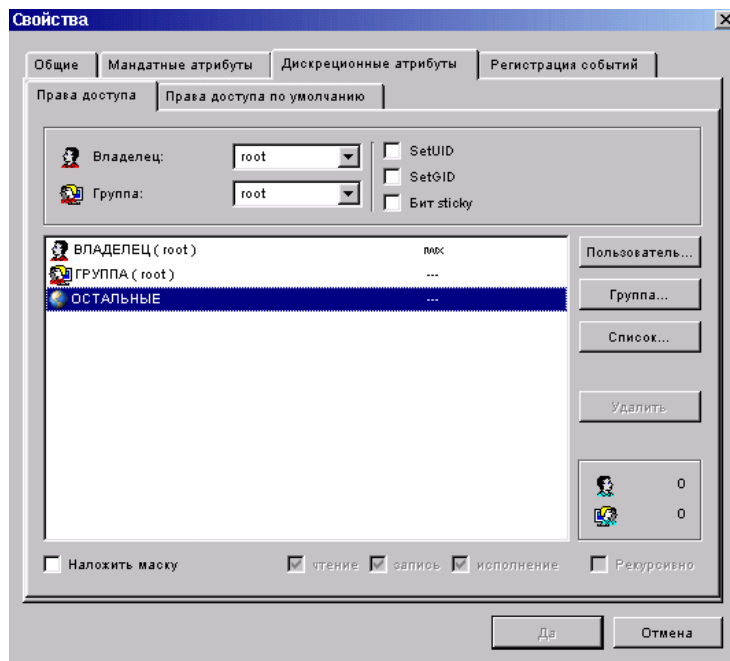 Свойства
Общие Мандатные атрибуты Дискреционные атрибуты Регистрация событий
Права доступа Права доступа по умолчанию
Владелец: root SetUID
SetGID
Группа: root
Бит sticky
ВЛАДЕЛЕЦ ( root ) rwx Пользователь...
ГРУППА ( root ) ---
ОСТАЛЬНЫЕ --- Группа...
Список...
Удалить
0
0
Наложить маску чтение запись исполнение Рекурсивно
Да Отмена